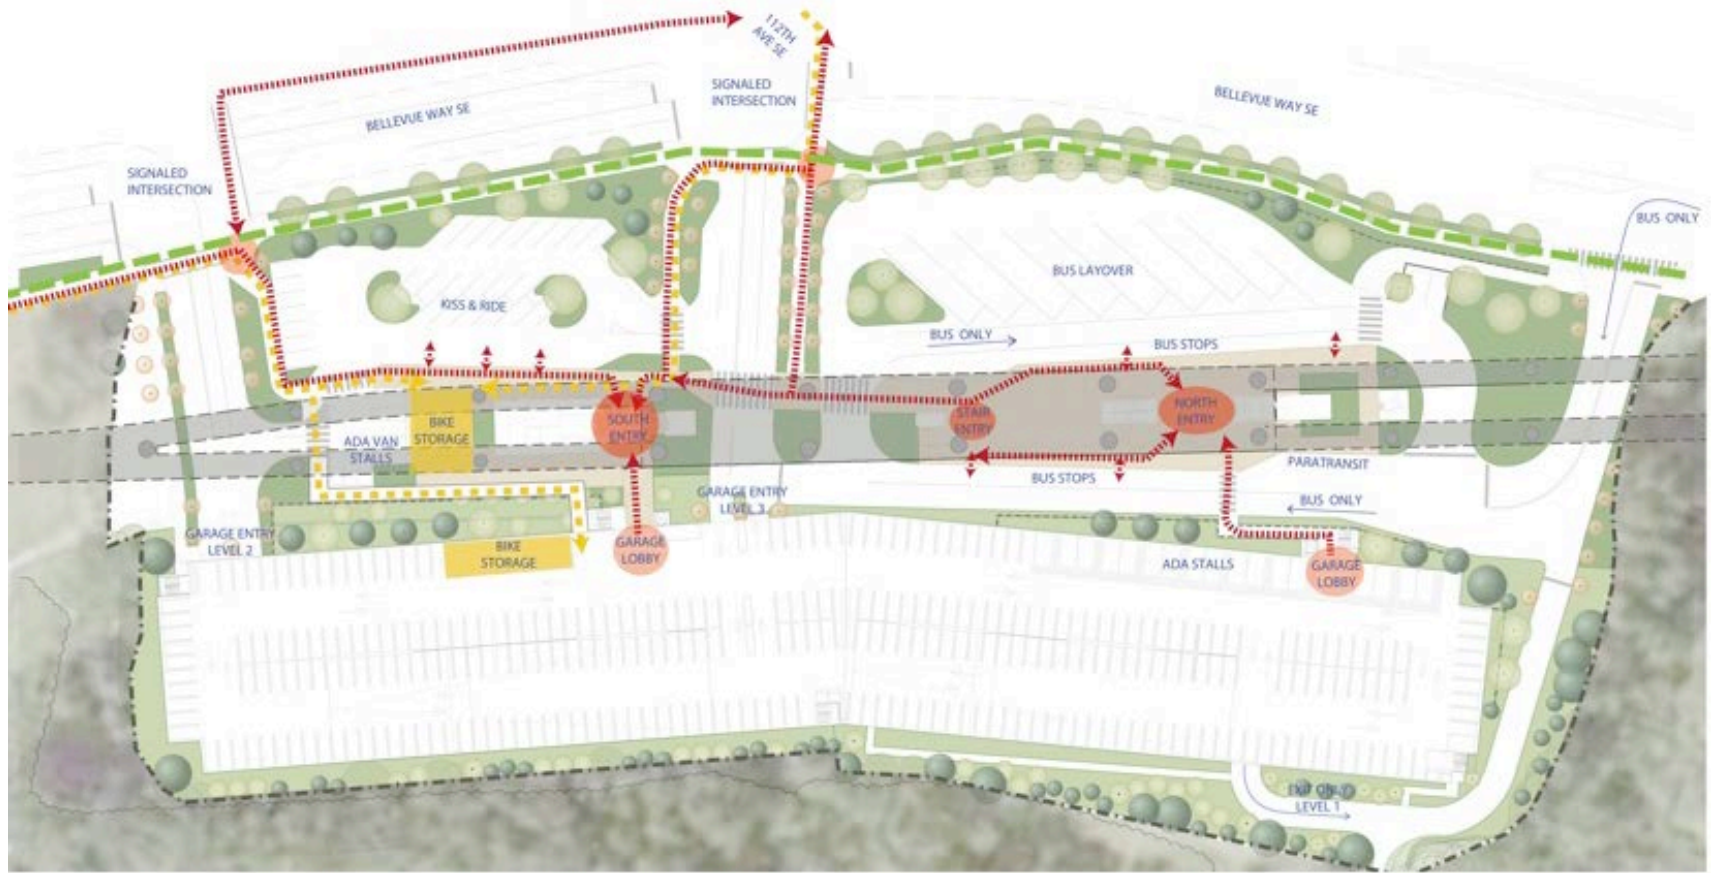 112TH
AVE SE
SIGNALED
INTERSECTION
BELLEVUE WAY SE
BELLEVUE WAY SE
SIGNALED
INTERSECTION
BUS ONLY
BUS LAYOVER
KISS & RIDE
BUS ONLY
BUS STOPS
SOUTH
ENTRY
STAIR
ENTRY
NORTH
ENTRY
BIKE
STORAGE
ADA VAN
STALLS
PARATRANSIT
BUS STOPS
GARAGE ENTRY
LEVEL 3
BUS ONLY
GARAGE ENTRY
LEVEL 2
BIKE
STORAGE
GARAGE
LOBBY
ADA STALLS
GARAGE
LOBBY
EXIT ONLY
LEVEL 1